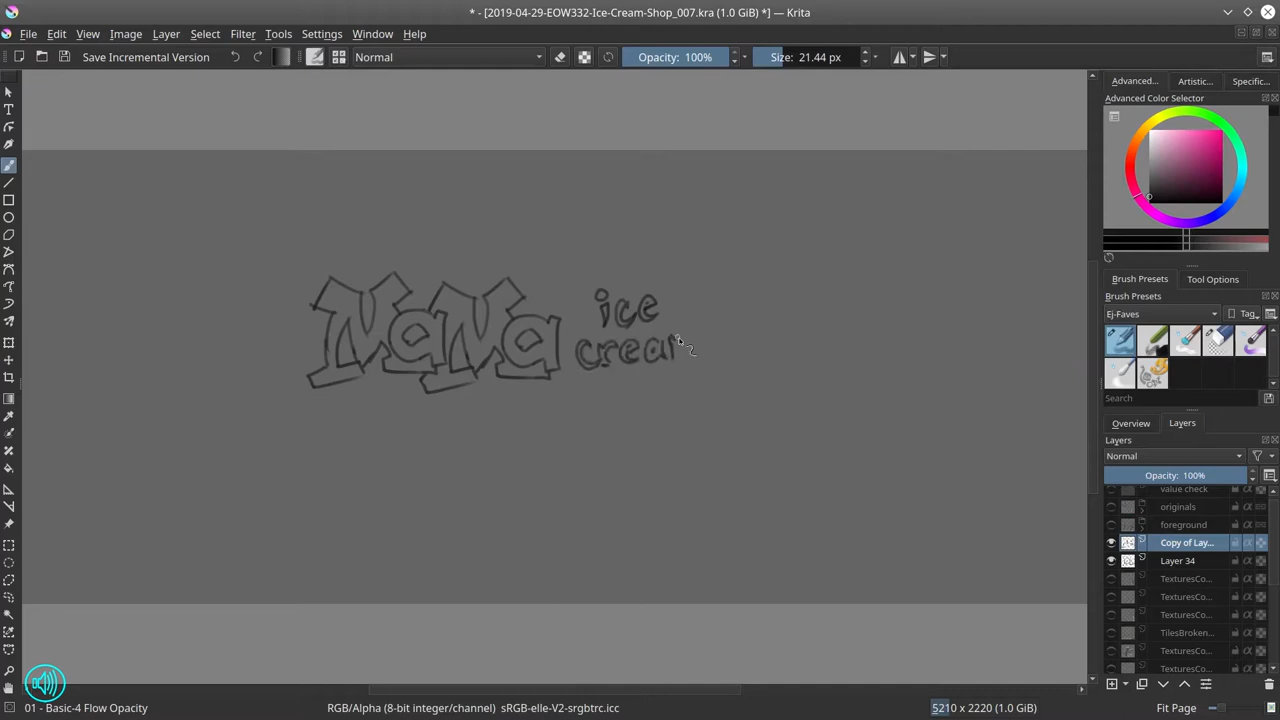 * - [2019-04-29-EOW332-Ice-Cream-Shop_007.kra (1.0 GiB) *] — Krita
File Edit View Image Layer Select Filter Tools Settings Window Help
Save Incremental Version Normal Opacity: 100% Size: 21.44 px
Advanced... Artistic... Specific...
Advanced Color Selector
NaNa ice
crear
Brush Presets Tool Options
Brush Presets
Ej-Faves Tag
Search
Overview Layers
Layers
Normal
Opacity: 100%
value check
originals
foreground
Copy of Lay...
Layer 34
TexturesCo...
TexturesCo...
TexturesCo...
TilesBroken...
TexturesCo...
TexturesCo...
01 - Basic-4 Flow Opacity RGB/Alpha (8-bit integer/channel) sRGB-elle-V2-srgbtrc.icc 5210 x 2220 (1.0 GiB) Fit Page